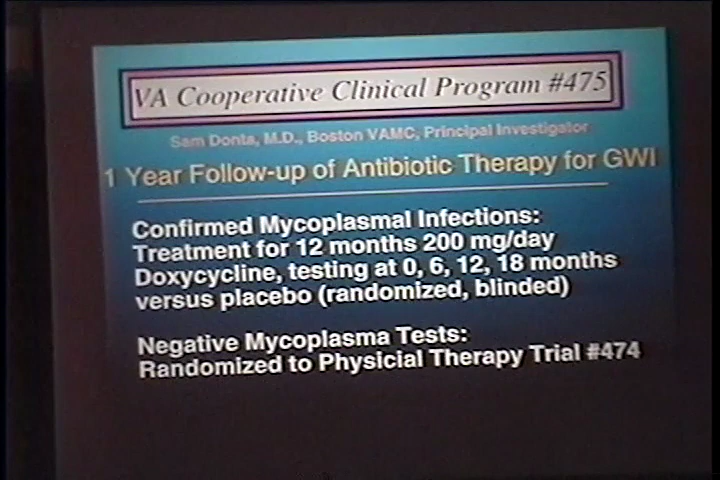 VA Cooperative Clinical Program #475
Sam Donta, M.D., Boston VAMC, Principal Investigator
1 Year Follow-up of Antibiotic Therapy for GWI
Confirmed Mycoplasmal Infections:
Treatment for 12 months 200 mg/day
Doxycycline, testing at 0, 6, 12, 18 months
versus placebo (randomized, blinded)
Negative Mycoplasma Tests:
Randomized to Physicial Therapy Trial #474